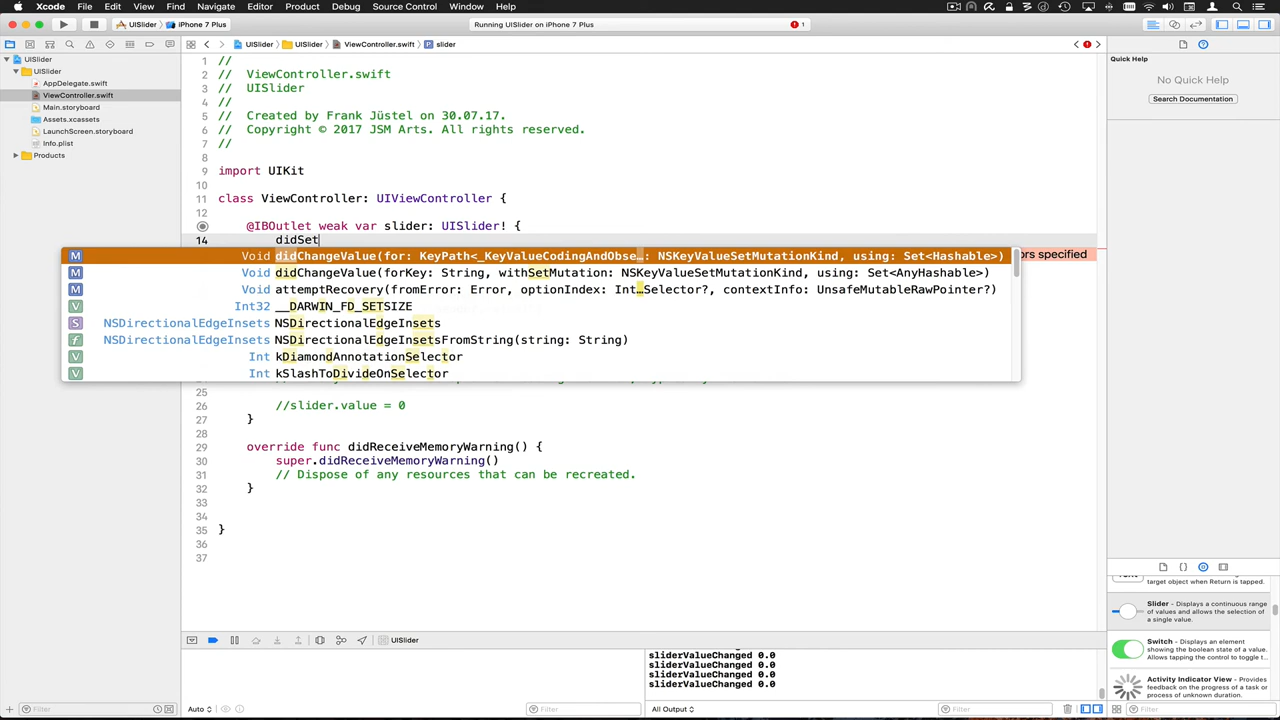 Xcode File Edit View Find Navigate Editor Product Debug Source Control Window Help
UISlider iPhone 7 Plus Running UISlider on iPhone 7 Plus 1
UISlider UISlider ViewController.swift slider
UISlider
UISlider
AppDelegate.swift
ViewController.swift
Main.storyboard
Assets.xcassets
LaunchScreen.storyboard
Info.plist
Products
1 //
2 // ViewController.swift
3 // UISlider
4 //
5 // Created by Frank Jüstel on 30.07.17.
6 // Copyright © 2017 JSM Arts. All rights reserved.
7 //
8
9 import UIKit
10
11 class ViewController: UIViewController {
12
13 @IBOutlet weak var slider: UISlider! {
14 didSet
ors specified
M Void didChangeValue(for: KeyPath<_KeyValueCodingAndObse…: NSKeyValueSetMutationKind, using: Set<Hashable>)
M Void didChangeValue(forKey: String, withSetMutation: NSKeyValueSetMutationKind, using: Set<AnyHashable>)
M Void attemptRecovery(fromError: Error, optionIndex: Int…Selector?, contextInfo: UnsafeMutableRawPointer?)
V Int32 __DARWIN_FD_SETSIZE
S NSDirectionalEdgeInsets NSDirectionalEdgeInsets
f NSDirectionalEdgeInsets NSDirectionalEdgeInsetsFromString(string: String)
V Int kDiamondAnnotationSelector
V Int kSlashToDivideOnSelector
25
26 //slider.value = 0
27 }
28
29 override func didReceiveMemoryWarning() {
30 super.didReceiveMemoryWarning()
31 // Dispose of any resources that can be recreated.
32 }
33
34
35 }
36
37
Quick Help
No Quick Help
Search Documentation
target object when Return is tapped.
Slider - Displays a continuous range
of values and allows the selection of
a single value.
Switch - Displays an element
showing the boolean state of a value.
Allows tapping the control to toggle t…
Activity Indicator View - Provides
feedback on the progress of a task or
process of unknown duration.
UISlider
sliderValueChanged 0.0
sliderValueChanged 0.0
sliderValueChanged 0.0
Filter Auto Filter All Output Filter Filter